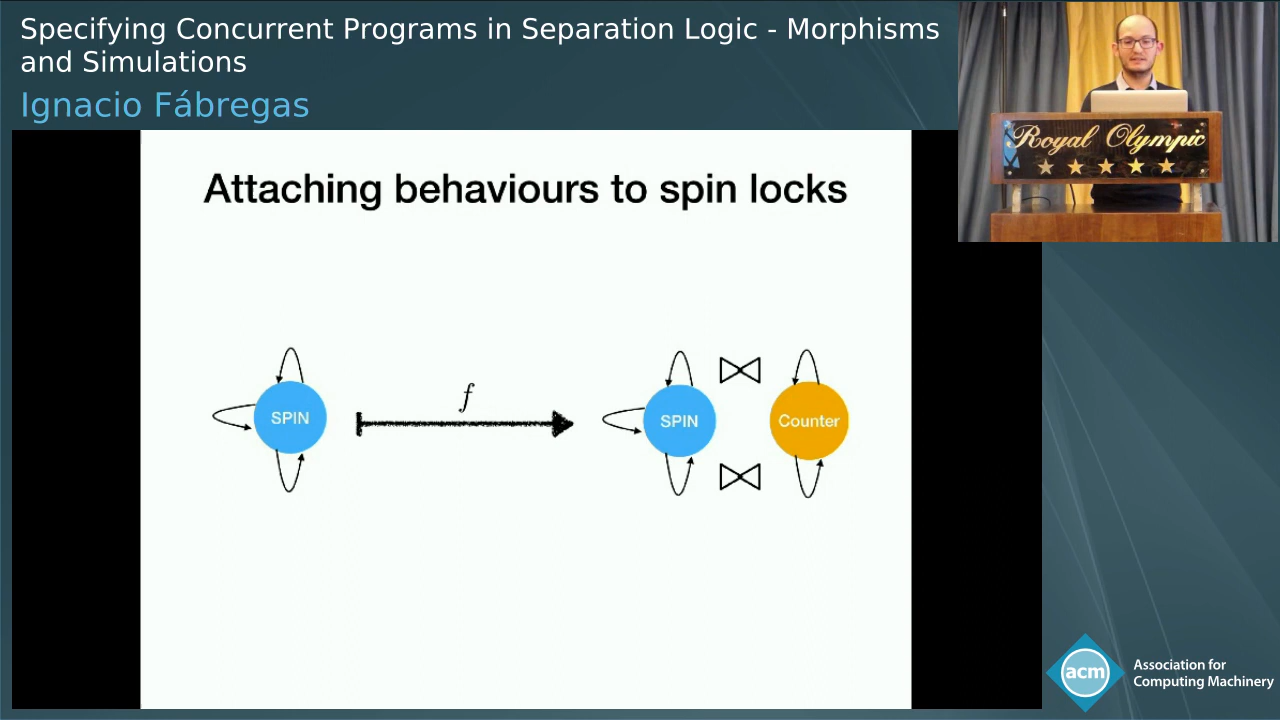 Specifying Concurrent Programs in Separation Logic - Morphisms
and Simulations
Ignacio Fábregas
Royal Olympic
Attaching behaviours to spin locks
f
SPIN
SPIN
Counter
acm
Association for
Computing Machinery